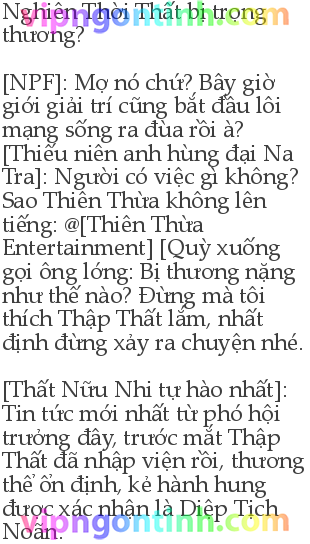 vipngontinh.com
Nghiên Thời Thất bị trọng
thương?
[NPF]: Mợ nó chứ? Bây giờ
giới giải trí cũng bắt đầu lôi
mạng sống ra đùa rồi à?
[Thiếu niên anh hùng đại Na
Tra]: Người có việc gì không?
Sao Thiên Thừa không lên
tiếng: @[Thiên Thừa
Entertainment] [Quỳ xuống
gọi ông lớng: Bị thương nặng
như thế nào? Đừng mà tôi
thích Thập Thất lắm, nhất
định đừng xảy ra chuyện nhé.
[Thất Nữu Nhi tự hào nhất]:
Tin tức mới nhất từ phó hội
trưởng đây, trước mắt Thập
Thất đã nhập viện rồi, thương
thế ổn định, kẻ hành hung
được xác nhận là Diệp Tịch
Noãn.
vipngontinh.com